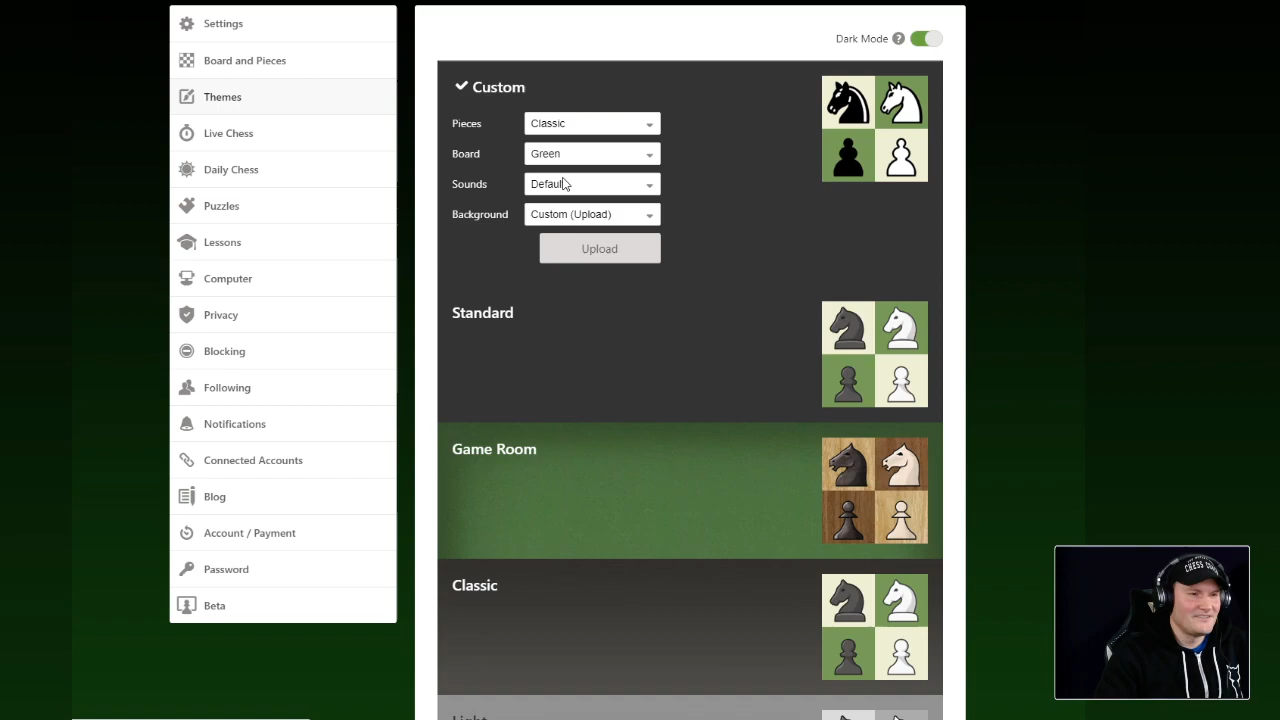 Settings
Board and Pieces
Themes
Live Chess
Daily Chess
Puzzles
Lessons
Computer
Privacy
Blocking
Following
Notifications
Connected Accounts
Blog
Account / Payment
Password
Beta
Dark Mode ?
Custom
Pieces Classic
Board Green
Sounds Default
Background Custom (Upload)
Upload
Standard
Game Room
Classic
Light
CHESS